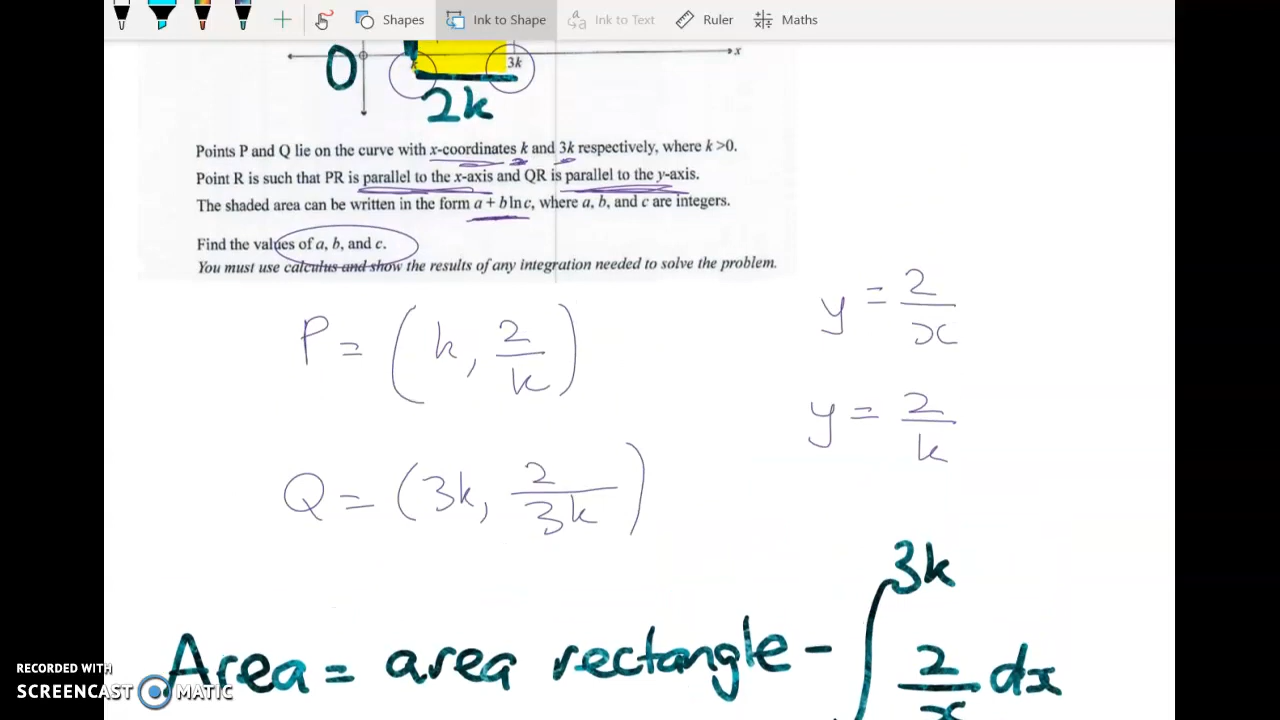 Shapes Ink to Shape Ink to Text Ruler Maths
x
0 k 3k
2k
Points P and Q lie on the curve with x-coordinates k and 3k respectively, where k >0.
Point R is such that PR is parallel to the x-axis and QR is parallel to the y-axis.
The shaded area can be written in the form a + b ln c, where a, b, and c are integers.
Find the values of a, b, and c.
You must use calculus and show the results of any integration needed to solve the problem.
P = (k, 2/k)
y = 2/x
y = 2/k
Q = (3k, 2/3k)
3k
Area = area rectangle - ∫ 2/x dx
RECORDED WITH
SCREENCAST MATIC